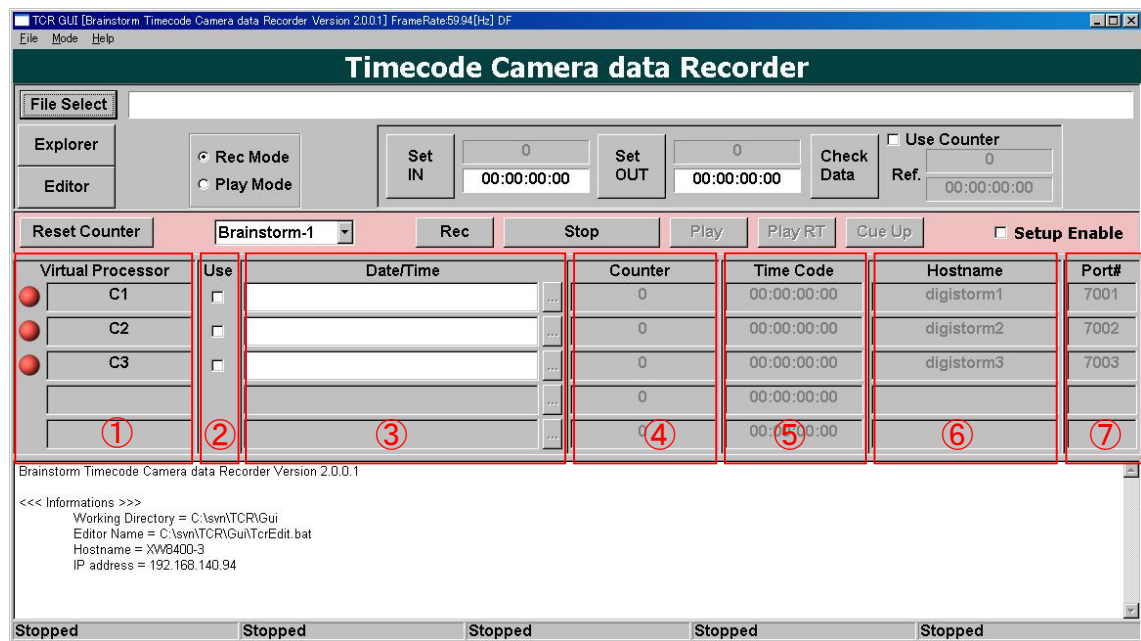 TCR GUI [Brainstorm Timecode Camera data Recorder Version 2.0.0.1] FrameRate:59.94[Hz] DF
File Mode Help
Timecode Camera data Recorder
File Select
Explorer
Editor
Rec Mode
Play Mode
Set IN
0
00:00:00:00
Set OUT
0
00:00:00:00
Check Data
Use Counter
Ref.
0
00:00:00:00
Reset Counter Brainstorm-1 Rec Stop Play Play RT Cue Up Setup Enable
Virtual Processor Use Date/Time Counter Time Code Hostname Port#
C1 ... 0 00:00:00:00 digistorm1 7001
C2 ... 0 00:00:00:00 digistorm2 7002
C3 ... 0 00:00:00:00 digistorm3 7003
... 0 00:00:00:00
... 0 00:00:00:00
① ② ③ ④ ⑤ ⑥ ⑦
Brainstorm Timecode Camera data Recorder Version 2.0.0.1
<<< Informations >>>
Working Directory = C:\svn\TCR\Gui
Editor Name = C:\svn\TCR\Gui\TcrEdit.bat
Hostname = XW8400-3
IP address = 192.168.140.94
Stopped Stopped Stopped Stopped Stopped